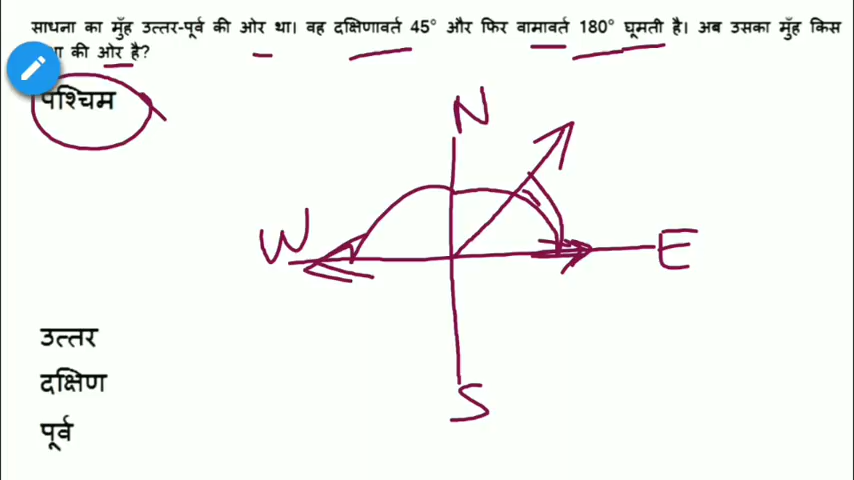 साधना का मुँह उत्तर-पूर्व की ओर था। वह दक्षिणावर्त 45° और फिर वामावर्त 180° घूमती है। अब उसका मुँह किस
की ओर है?
पश्चिम
N
W
E
उत्तर
दक्षिण
S
पूर्व